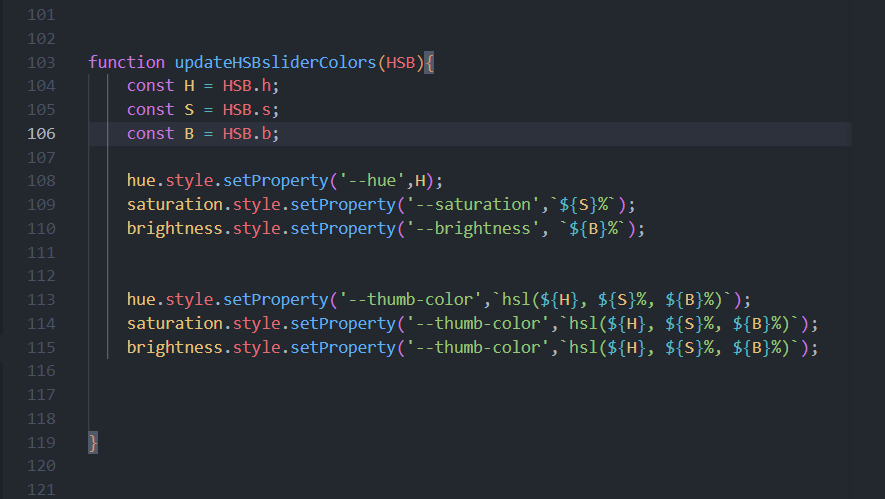 101
102
103 function updateHSBsliderColors(HSB){
104 const H = HSB.h;
105 const S = HSB.s;
106 const B = HSB.b;
107
108 hue.style.setProperty('--hue',H);
109 saturation.style.setProperty('--saturation',`${S}%`);
110 brightness.style.setProperty('--brightness', `${B}%`);
111
112
113 hue.style.setProperty('--thumb-color',`hsl(${H}, ${S}%, ${B}%)`);
114 saturation.style.setProperty('--thumb-color',`hsl(${H}, ${S}%, ${B}%)`);
115 brightness.style.setProperty('--thumb-color',`hsl(${H}, ${S}%, ${B}%)`);
116
117
118
119 }
120
121